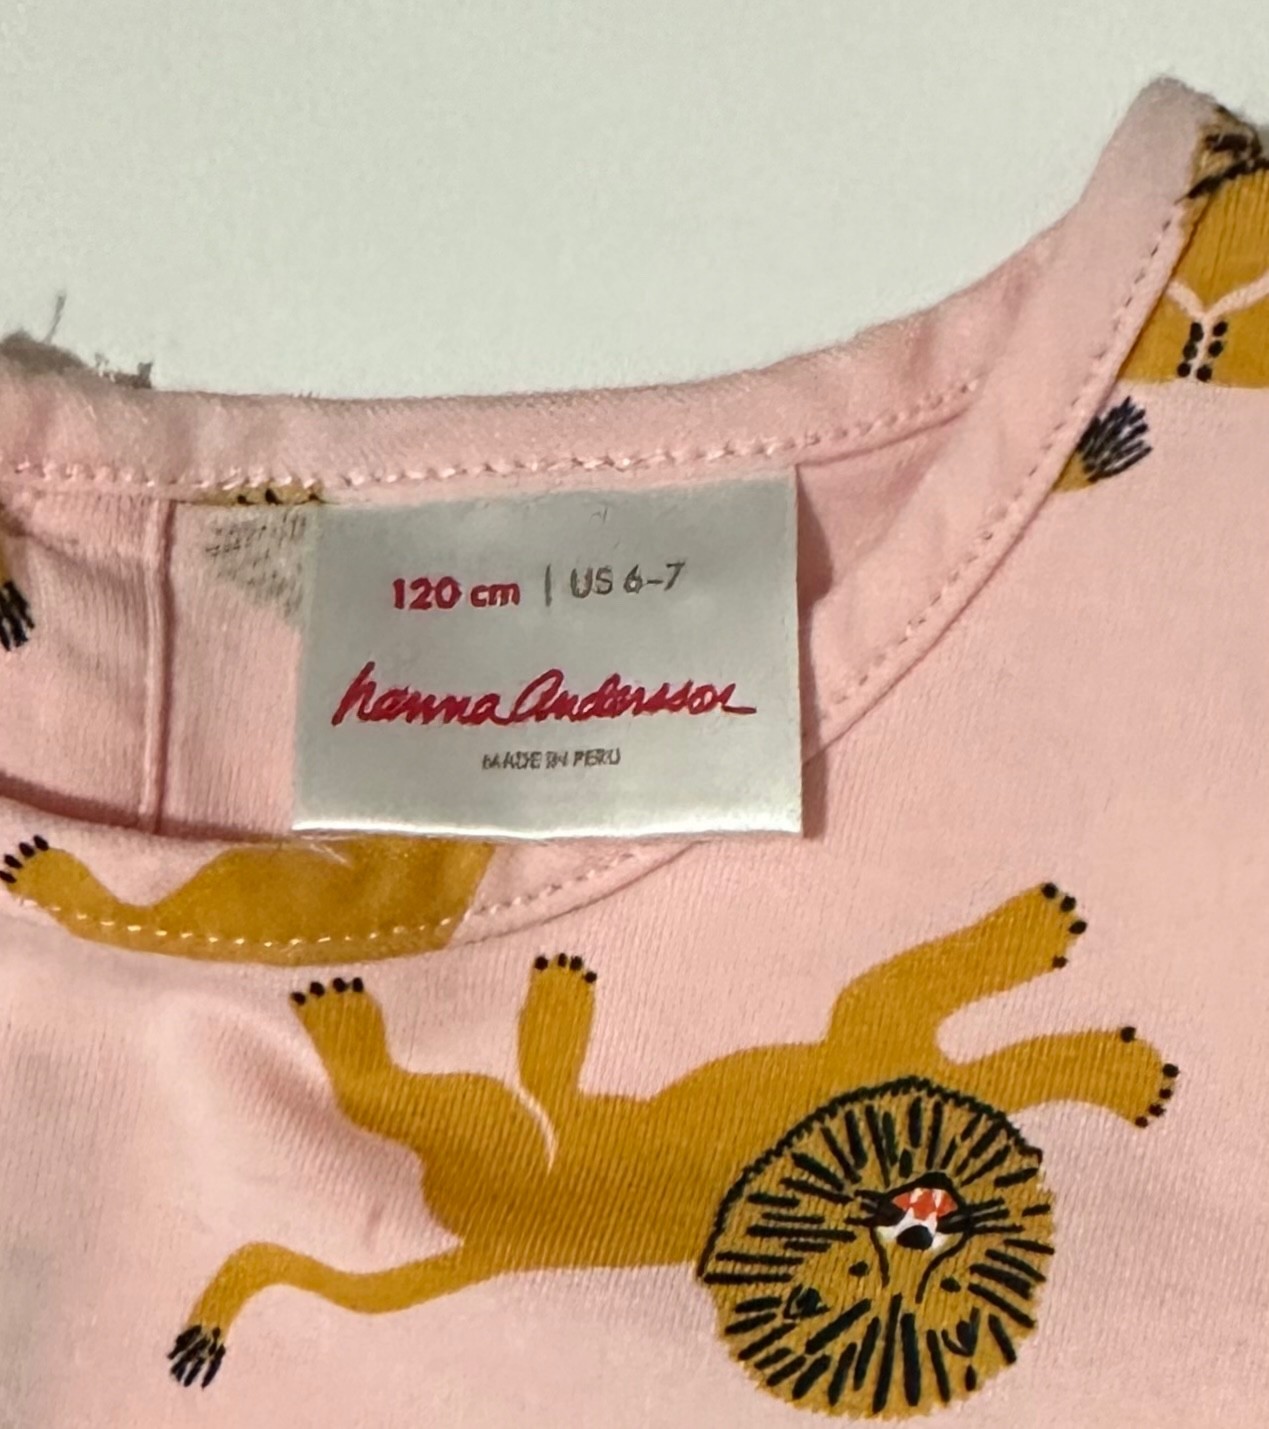 120 cm | US 6-7
hanna Andersson
MADE IN PERU